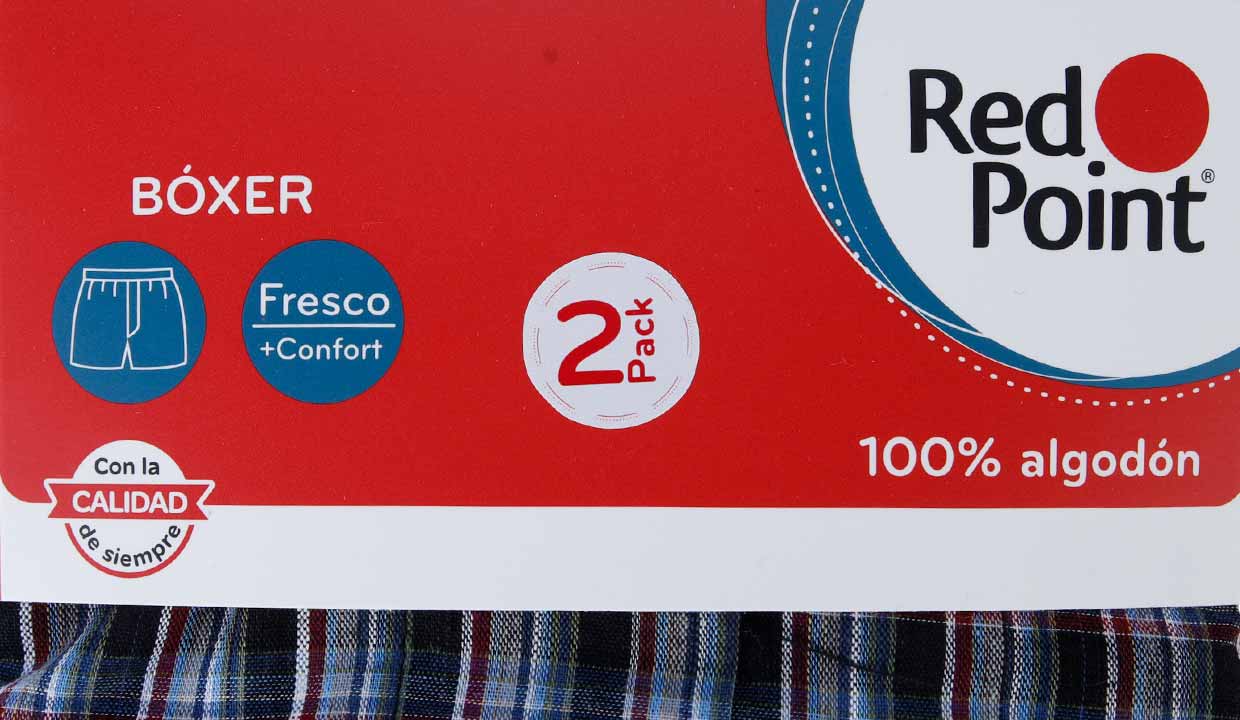 Red
Point®
BÓXER
Fresco
+Confort
2
Pack
100% algodón
Con la
CALIDAD
de siempre